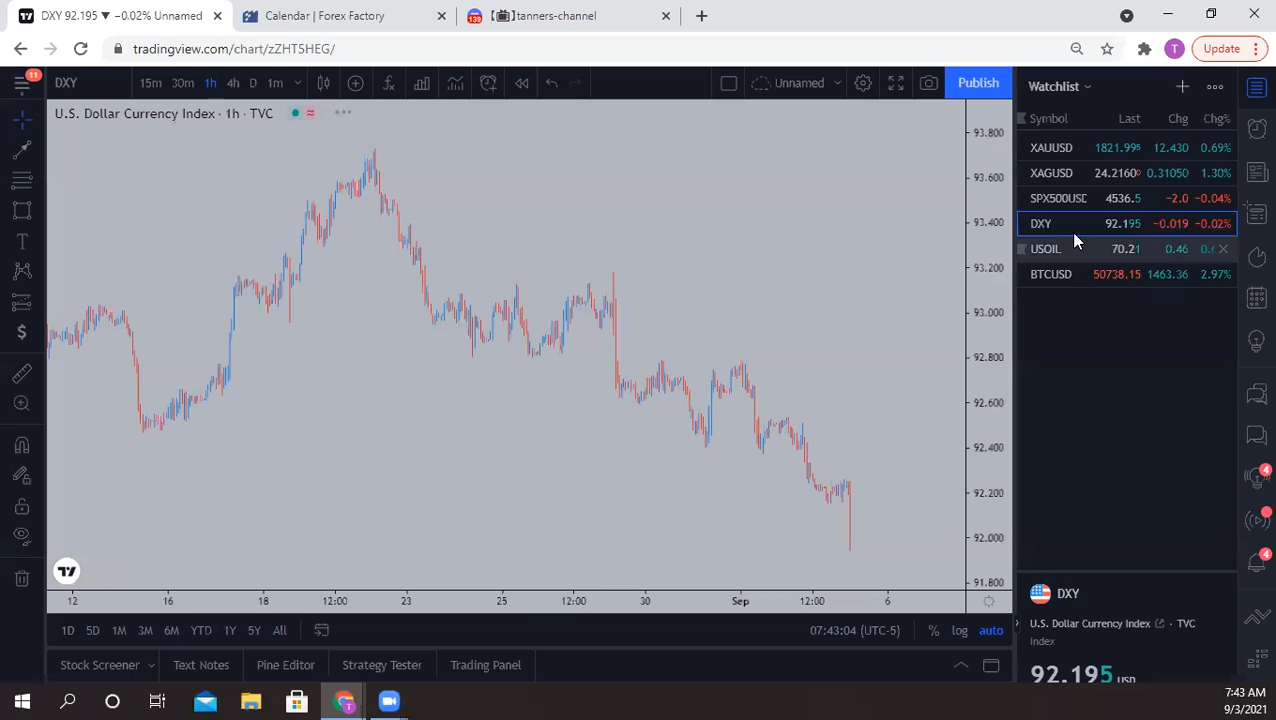 DXY 92.195 ▼ −0.02% Unnamed
Calendar | Forex Factory
139
【📺】tanners-channel
tradingview.com/chart/zZHT5HEG/
T
Update
11
DXY
15m 30m 1h 4h D 1m
Unnamed
Publish
Watchlist
U.S. Dollar Currency Index · 1h · TVC
Symbol Last Chg Chg%
XAUUSD 1821.995 12.430 0.69%
XAGUSD 24.2160 0.31050 1.30%
SPX500USD 4536.5 −2.0 −0.04%
DXY 92.195 −0.019 −0.02%
USOIL 70.21 0.46
BTCUSD 50738.15 1463.36 2.97%
93.800
93.600
93.400
93.200
93.000
92.800
92.600
92.400
92.200
92.000
91.800
4
4
12 16 18 12:00 23 25 12:00 30 Sep 12:00 6
DXY
U.S. Dollar Currency Index · TVC
Index
92.195 USD
1D 5D 1M 3M 6M YTD 1Y 5Y All
07:43:04 (UTC-5)
% log auto
Stock Screener
Text Notes
Pine Editor
Strategy Tester
Trading Panel
7:43 AM
9/3/2021